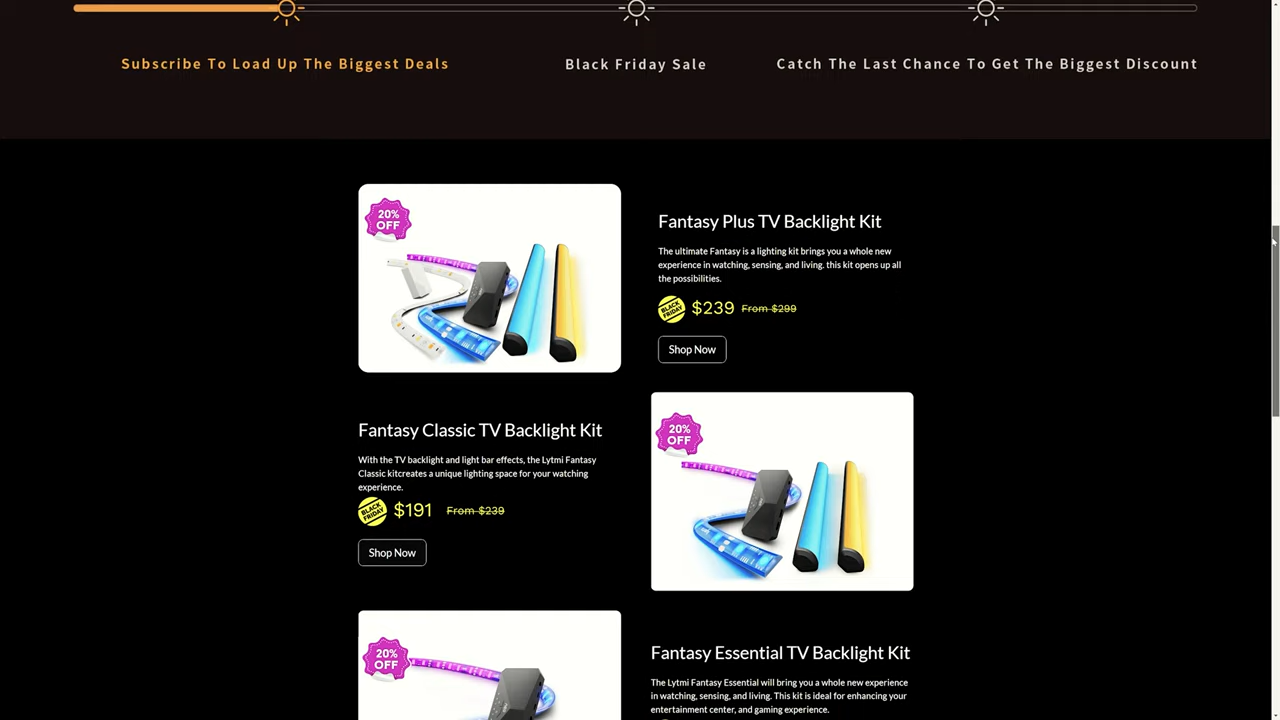 Subscribe To Load Up The Biggest Deals
Black Friday Sale
Catch The Last Chance To Get The Biggest Discount
20%
OFF
Fantasy Plus TV Backlight Kit
The ultimate Fantasy is a lighting kit brings you a whole new
experience in watching, sensing, and living. this kit opens up all
the possibilities.
BLACK
FRIDAY
$239 From $299
Shop Now
Fantasy Classic TV Backlight Kit
With the TV backlight and light bar effects, the Lytmi Fantasy
Classic kitcreates a unique lighting space for your watching
experience.
BLACK
FRIDAY
$191 From $239
Shop Now
20%
OFF
20%
OFF
Fantasy Essential TV Backlight Kit
The Lytmi Fantasy Essential will bring you a whole new experience
in watching, sensing, and living. This kit is ideal for enhancing your
entertainment center, and gaming experience.